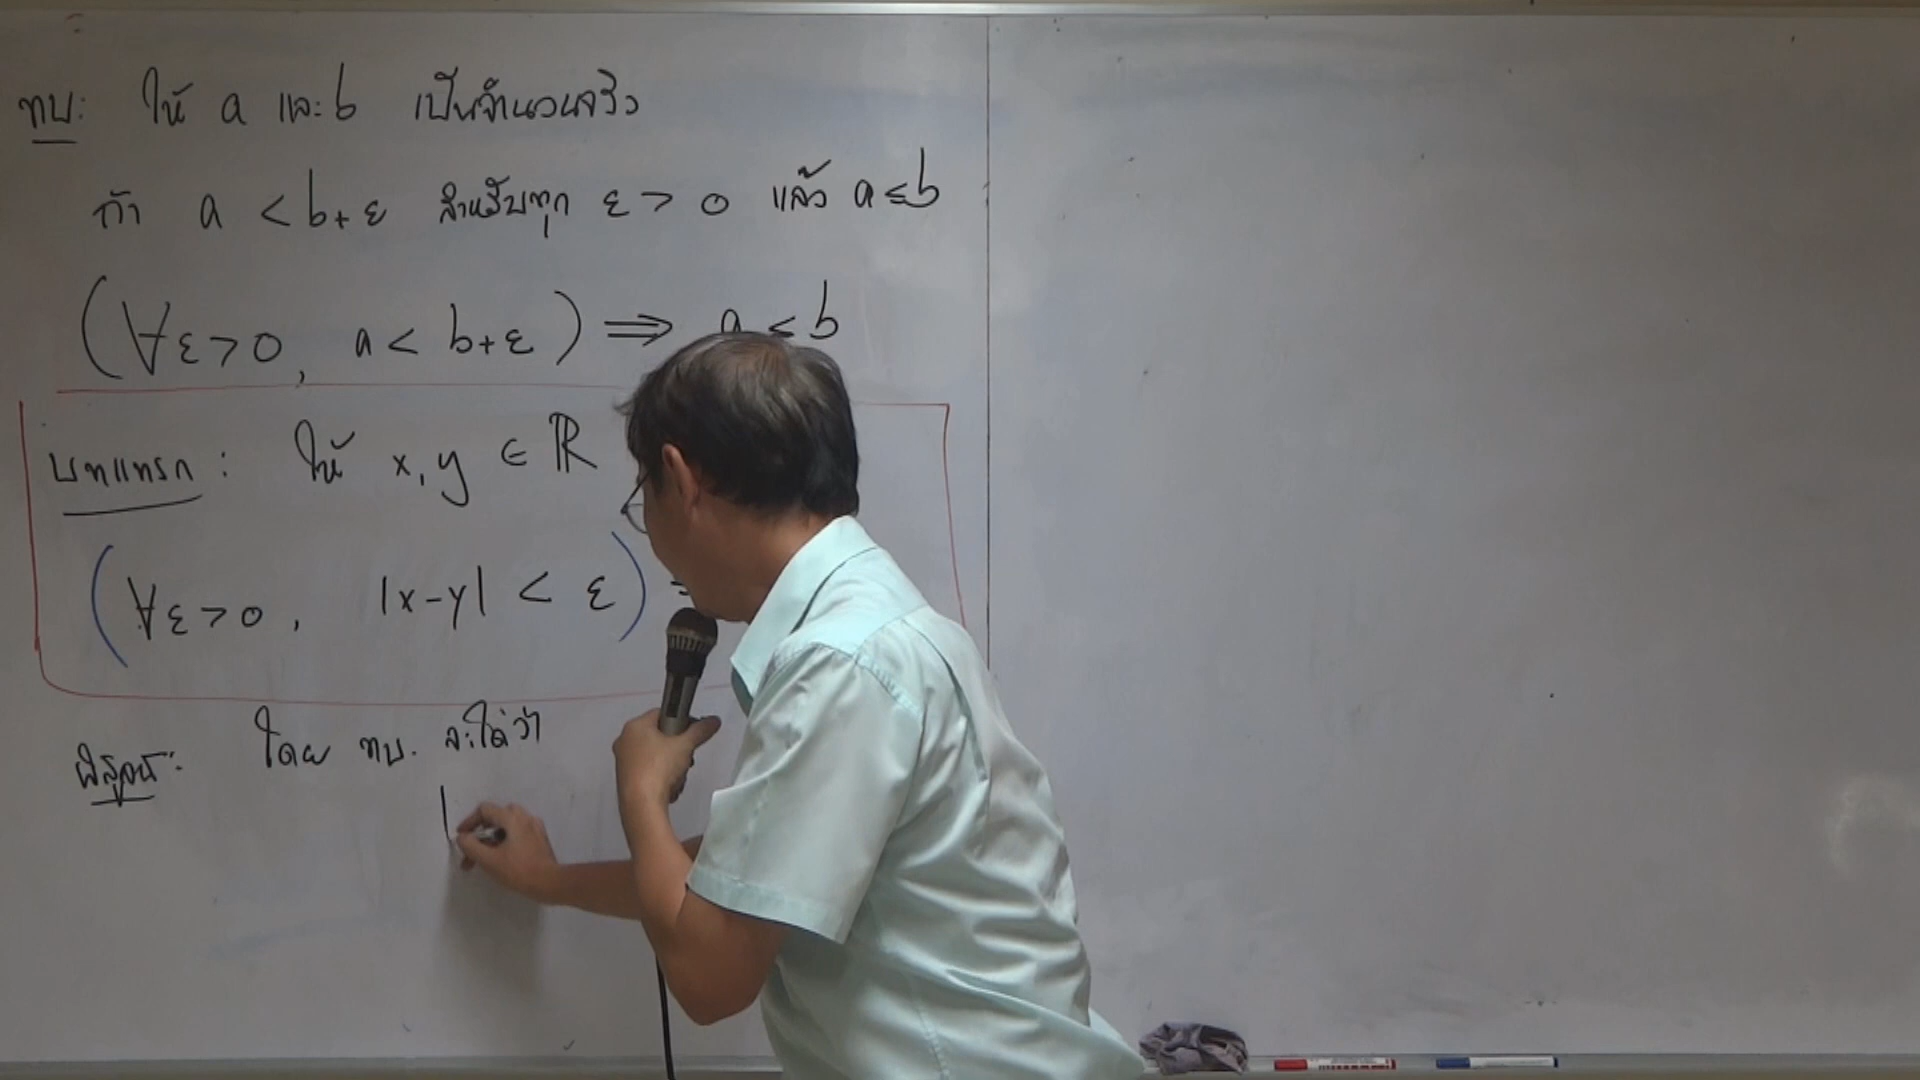 ทบ: ให้ a และ b เป็นจำนวนจริง
ถ้า a < b+ε สำหรับทุก ε > 0 แล้ว a ≤ b
(∀ε>0, a < b+ε) ⟹ a ≤ b
บทแทรก : ให้ x, y ∈ ℝ
(∀ε>0, |x-y| < ε)
พิสูจน์: โดย ทบ. จะได้ว่า
|